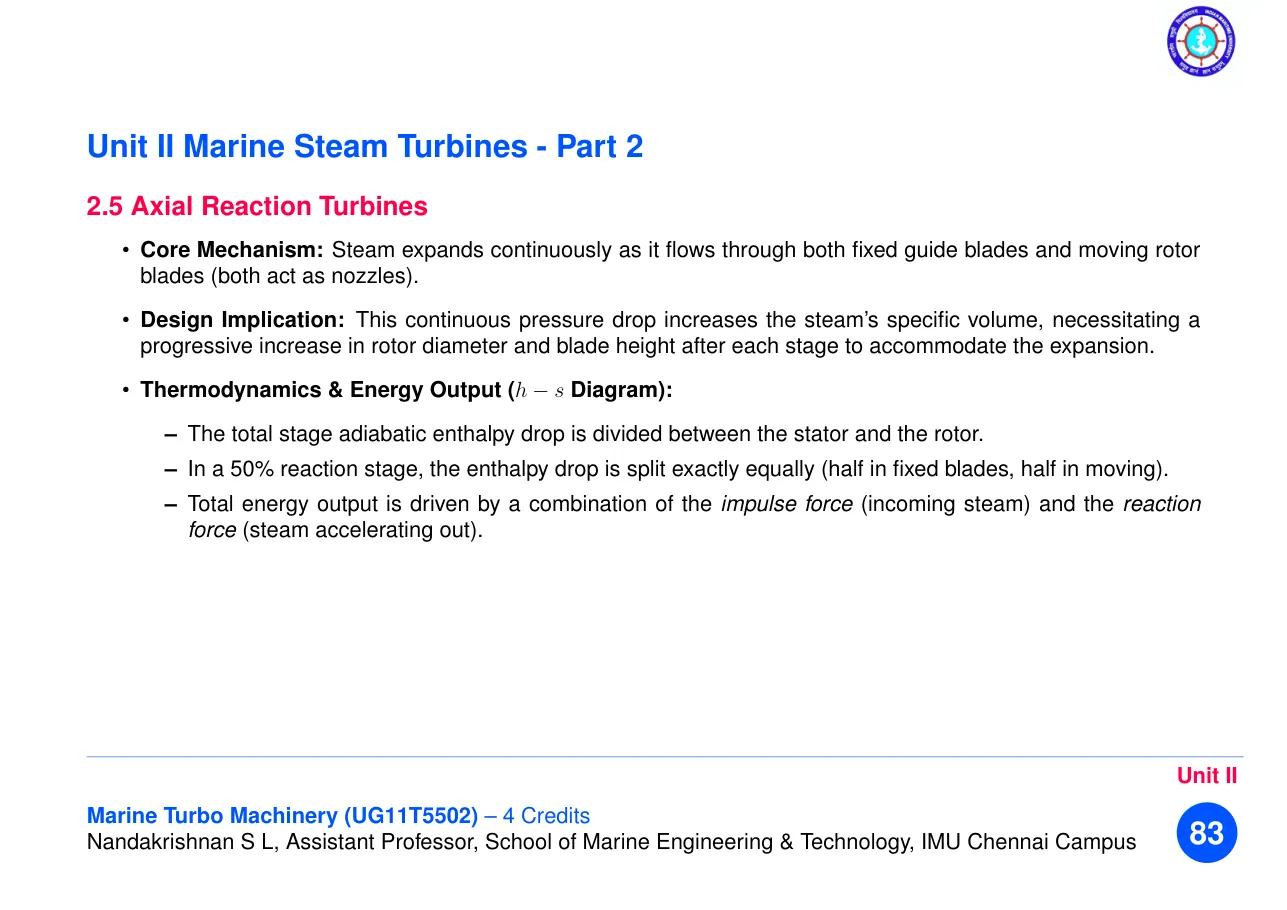 Unit II Marine Steam Turbines - Part 2
2.5 Axial Reaction Turbines
• Core Mechanism: Steam expands continuously as it flows through both fixed guide blades and moving rotor
blades (both act as nozzles).
• Design Implication: This continuous pressure drop increases the steam's specific volume, necessitating a
progressive increase in rotor diameter and blade height after each stage to accommodate the expansion.
• Thermodynamics & Energy Output (h − s Diagram):
– The total stage adiabatic enthalpy drop is divided between the stator and the rotor.
– In a 50% reaction stage, the enthalpy drop is split exactly equally (half in fixed blades, half in moving).
– Total energy output is driven by a combination of the impulse force (incoming steam) and the reaction
force (steam accelerating out).
Unit II
Marine Turbo Machinery (UG11T5502) – 4 Credits
Nandakrishnan S L, Assistant Professor, School of Marine Engineering & Technology, IMU Chennai Campus
83